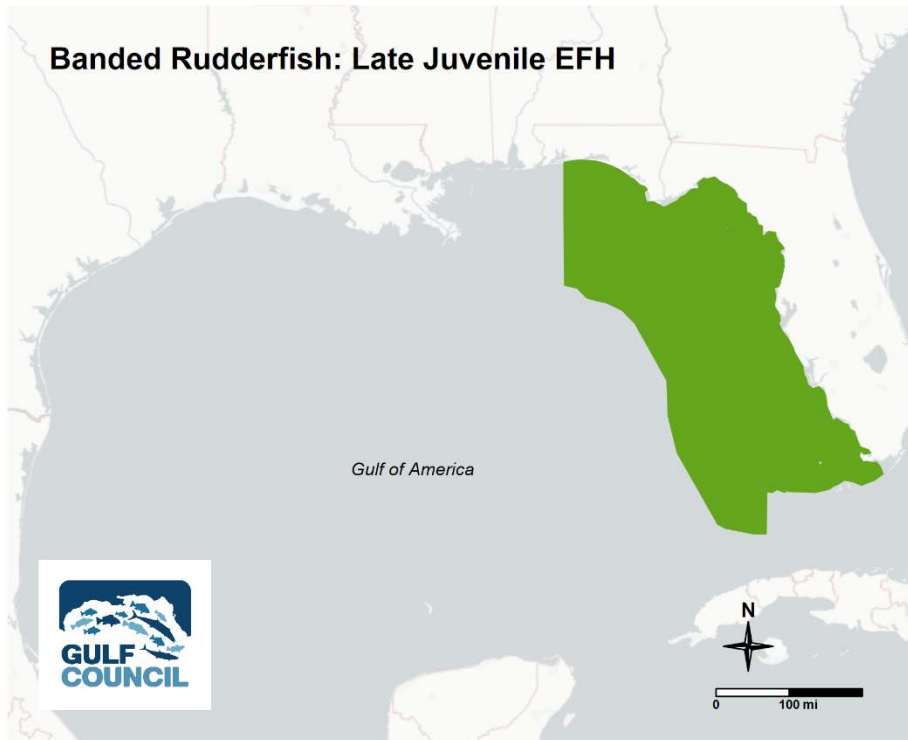 Banded Rudderfish: Late Juvenile EFH
Gulf of America
GULF
COUNCIL
N
0 100 mi